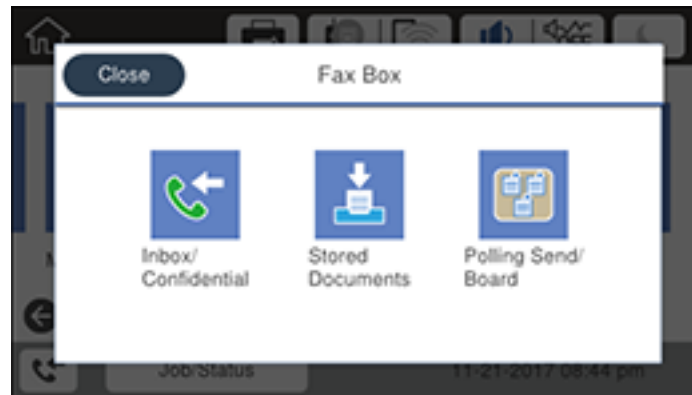 Close
Fax Box
Inbox/
Confidential
Stored
Documents
Polling Send/
Board
Job/Status
11-21-2017 08:44 pm